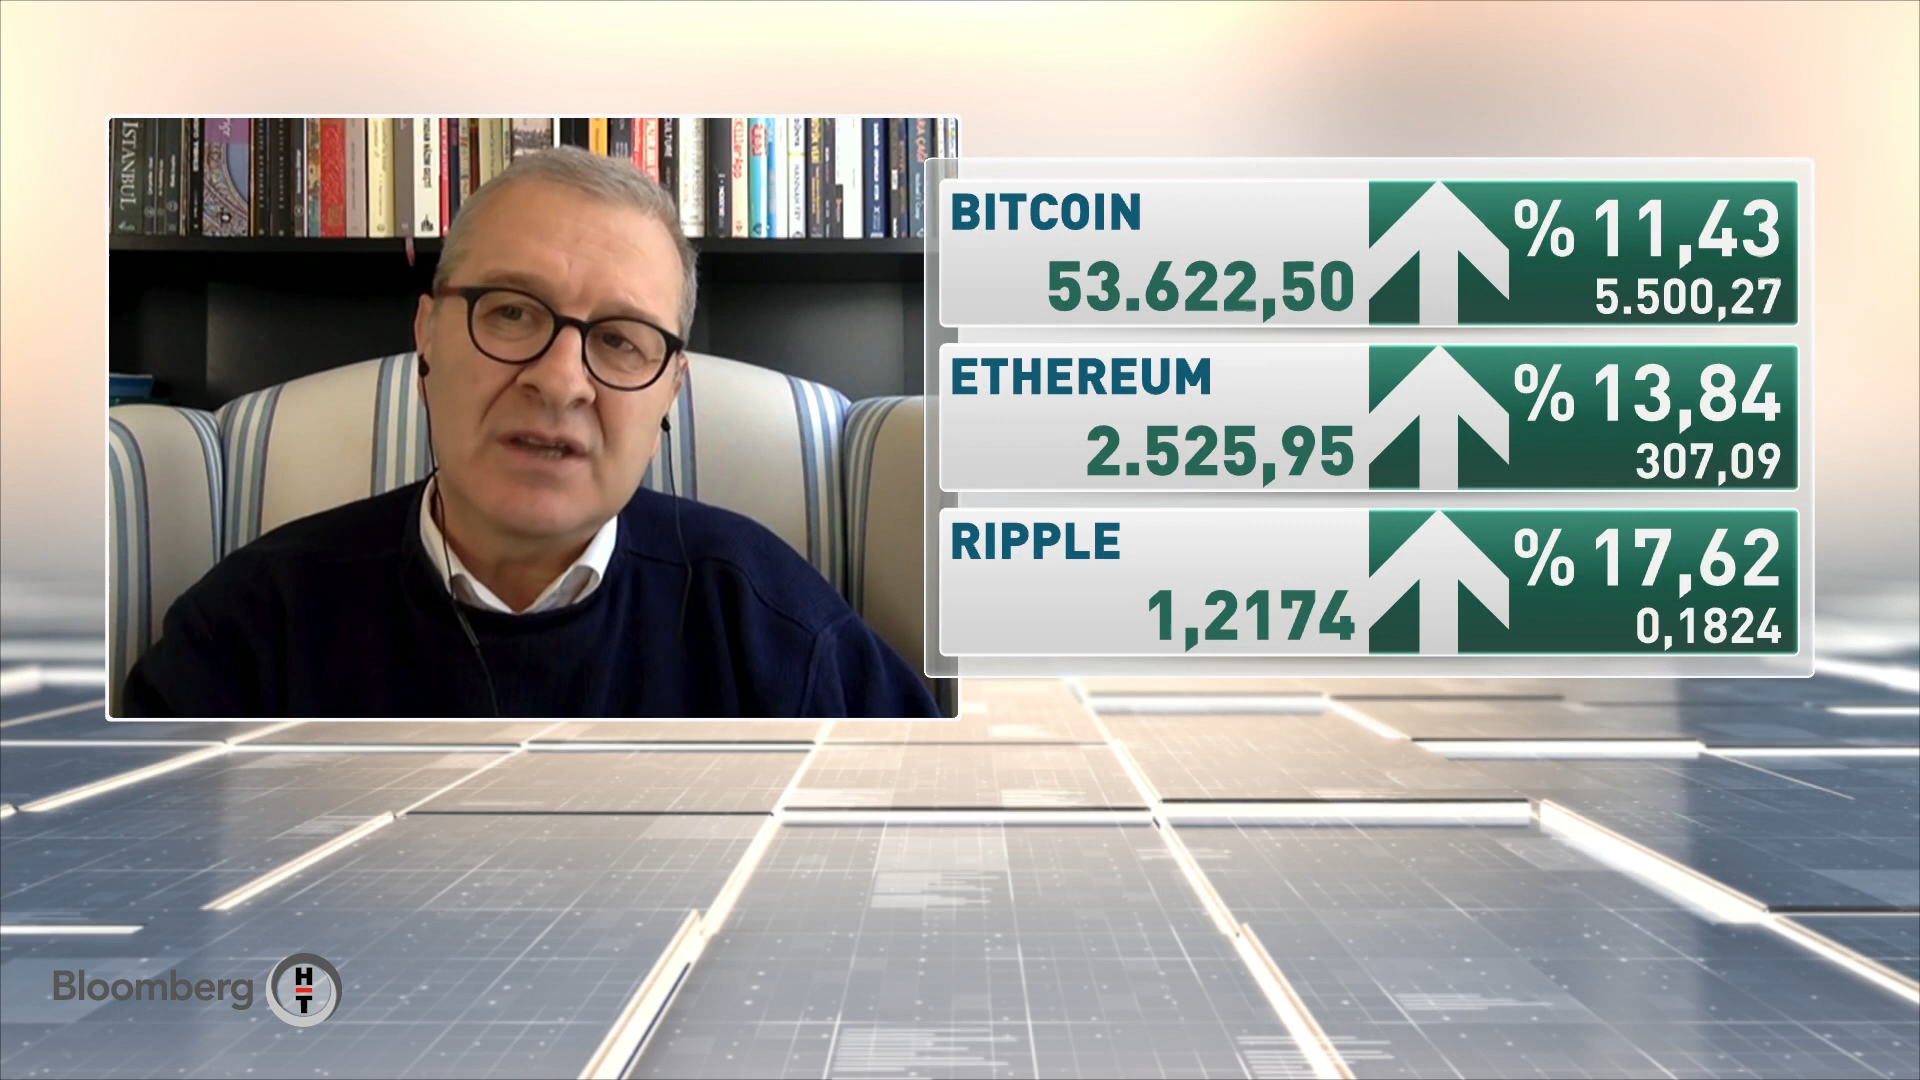 BITCOIN
53.622,50
% 11,43
5.500,27
ETHEREUM
2.525,95
% 13,84
307,09
RIPPLE
1,2174
% 17,62
0,1824
ISTANBUL
Bloomberg HT